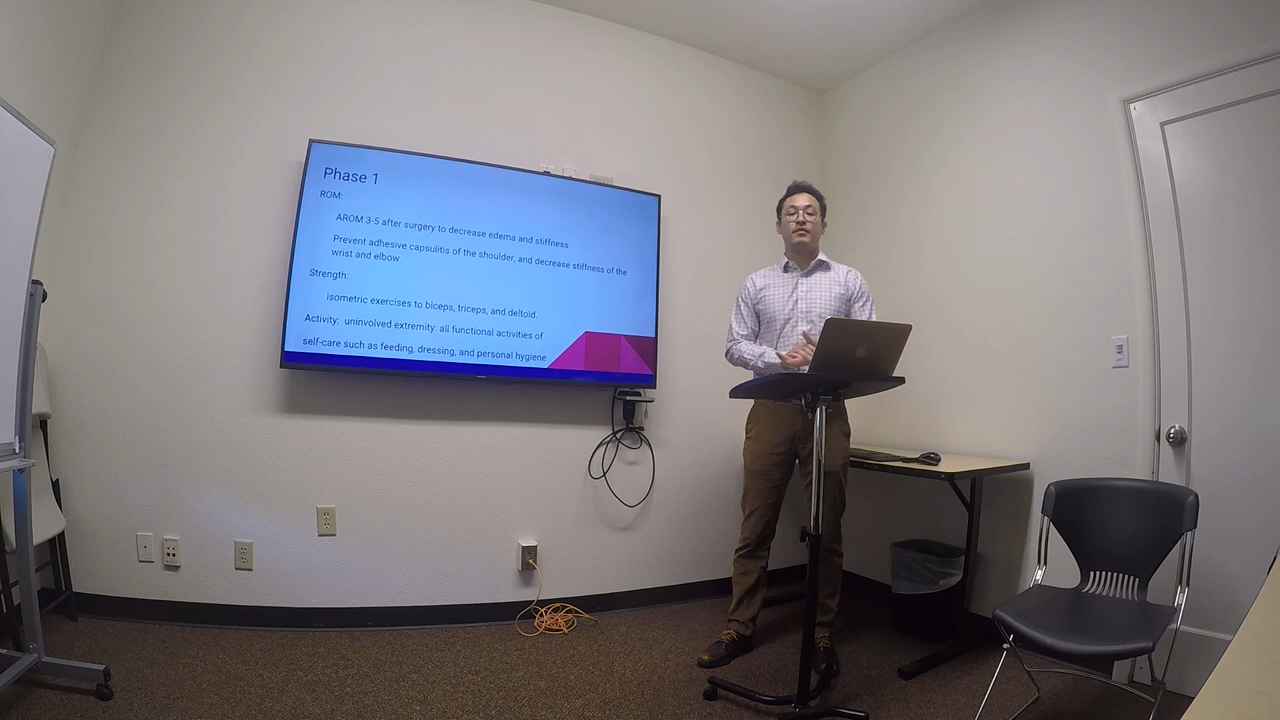 Phase 1
ROM:
AROM 3-5 after surgery to decrease edema and stiffness
Prevent adhesive capsulitis of the shoulder, and decrease stiffness of the
wrist and elbow
Strength:
isometric exercises to biceps, triceps, and deltoid.
Activity: uninvolved extremity: all functional activities of
self-care such as feeding, dressing, and personal hygiene